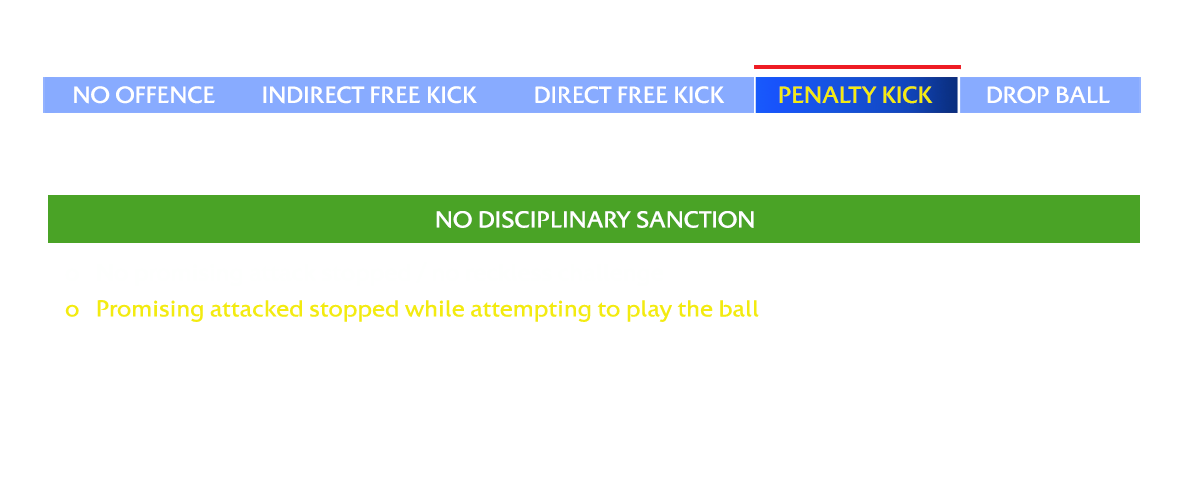 NO OFFENCE INDIRECT FREE KICK DIRECT FREE KICK PENALTY KICK DROP BALL
NO DISCIPLINARY SANCTION
o Promising attacked stopped while attempting to play the ball